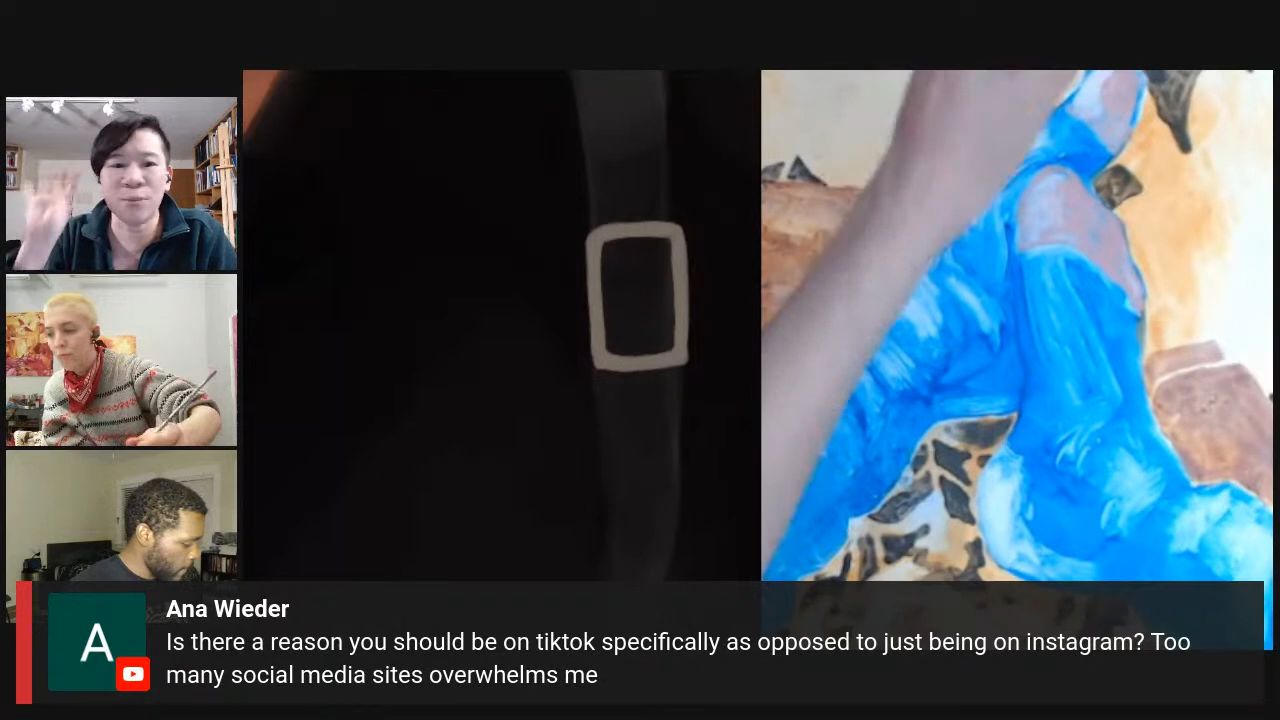 A
Ana Wieder
Is there a reason you should be on tiktok specifically as opposed to just being on instagram? Too
many social media sites overwhelms me